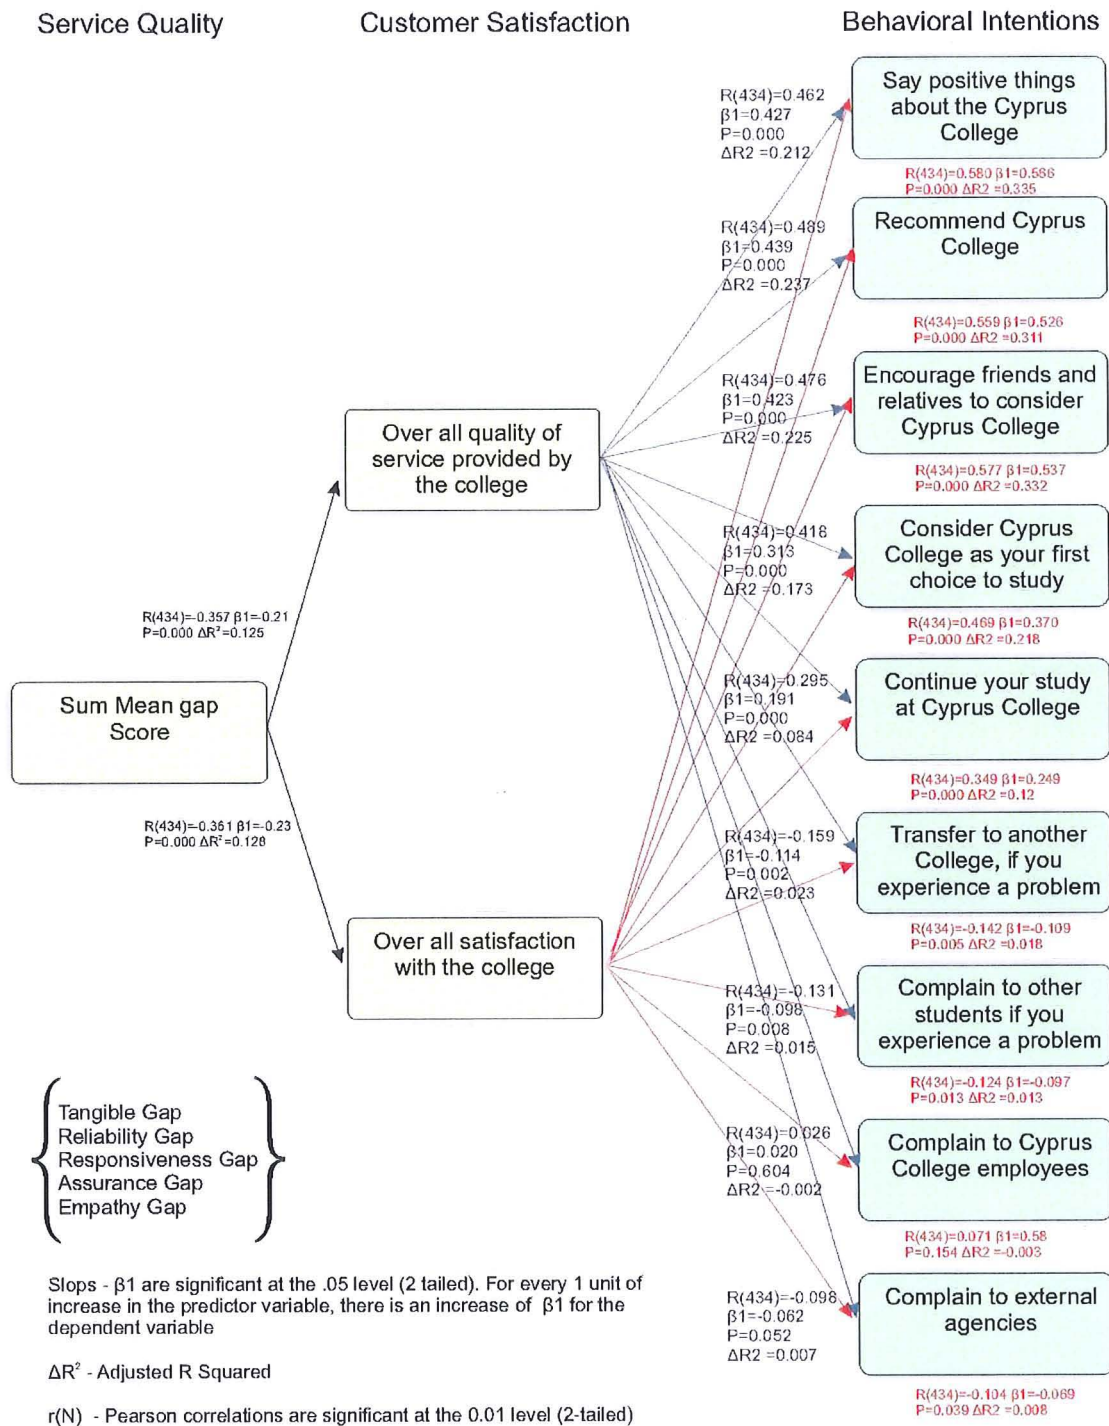 Service Quality
Customer Satisfaction
Behavioral Intentions
R(434)=0.462
β1=0.427
P=0.000
ΔR2 =0.212
Say positive things
about the Cyprus
College
R(434)=0.580 β1=0.566
P=0.000 ΔR2 =0.335
R(434)=0.489
β1=0.439
P=0.000
ΔR2 =0.237
Recommend Cyprus
College
R(434)=0.559 β1=0.526
P=0.000 ΔR2 =0.311
R(434)=0.476
β1=0.423
P=0.000
ΔR2 =0.225
Encourage friends and
relatives to consider
Cyprus College
R(434)=0.577 β1=0.537
P=0.000 ΔR2 =0.332
Over all quality of
service provided by
the college
R(434)=0.418
β1=0.313
P=0.000
ΔR2 =0.173
Consider Cyprus
College as your first
choice to study
R(434)=0.469 β1=0.370
P=0.000 ΔR2 =0.218
R(434)=-0.357 β1=-0.21
P=0.000 ΔR²=0.125
Sum Mean gap
Score
R(434)=0.295
β1=0.191
P=0.000
ΔR2 =0.084
Continue your study
at Cyprus College
R(434)=0.349 β1=0.249
P=0.000 ΔR2 =0.12
R(434)=-0.361 β1=-0.23
P=0.000 ΔR²=0.128
R(434)=-0.159
β1=-0.114
P=0.002
ΔR2 =0.023
Transfer to another
College, if you
experience a problem
R(434)=-0.142 β1=-0.109
P=0.005 ΔR2 =0.018
Over all satisfaction
with the college
R(434)=-0.131
β1=-0.098
P=0.008
ΔR2 =0.015
Complain to other
students if you
experience a problem
R(434)=-0.124 β1=-0.097
P=0.013 ΔR2 =0.013
Tangible Gap
Reliability Gap
Responsiveness Gap
Assurance Gap
Empathy Gap
R(434)=0.026
β1=0.020
P=0.604
ΔR2 =-0.002
Complain to Cyprus
College employees
R(434)=0.071 β1=0.58
P=0.154 ΔR2 =-0.003
R(434)=-0.098
β1=-0.062
P=0.052
ΔR2 =0.007
Complain to external
agencies
R(434)=-0.104 β1=-0.069
P=0.039 ΔR2 =0.008
Slops - β1 are significant at the .05 level (2 tailed). For every 1 unit of
increase in the predictor variable, there is an increase of β1 for the
dependent variable
ΔR² - Adjusted R Squared
r(N) - Pearson correlations are significant at the 0.01 level (2-tailed)